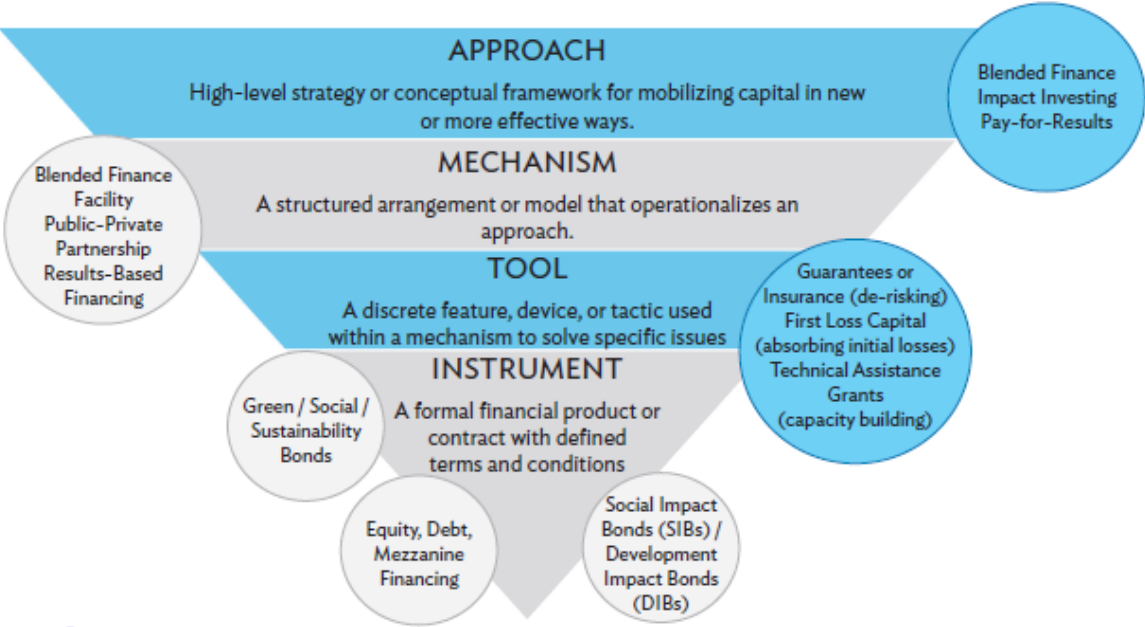 APPROACH
High-level strategy or conceptual framework for mobilizing capital in new
or more effective ways.
Blended Finance
Impact Investing
Pay-for-Results
MECHANISM
A structured arrangement or model that operationalizes an
approach.
Blended Finance
Facility
Public-Private
Partnership
Results-Based
Financing
TOOL
A discrete feature, device, or tactic used
within a mechanism to solve specific issues
Guarantees or
Insurance (de-risking)
First Loss Capital
(absorbing initial losses)
Technical Assistance
Grants
(capacity building)
INSTRUMENT
A formal financial product or
contract with defined
terms and conditions
Green / Social /
Sustainability
Bonds
Equity, Debt,
Mezzanine
Financing
Social Impact
Bonds (SIBs) /
Development
Impact Bonds
(DIBs)